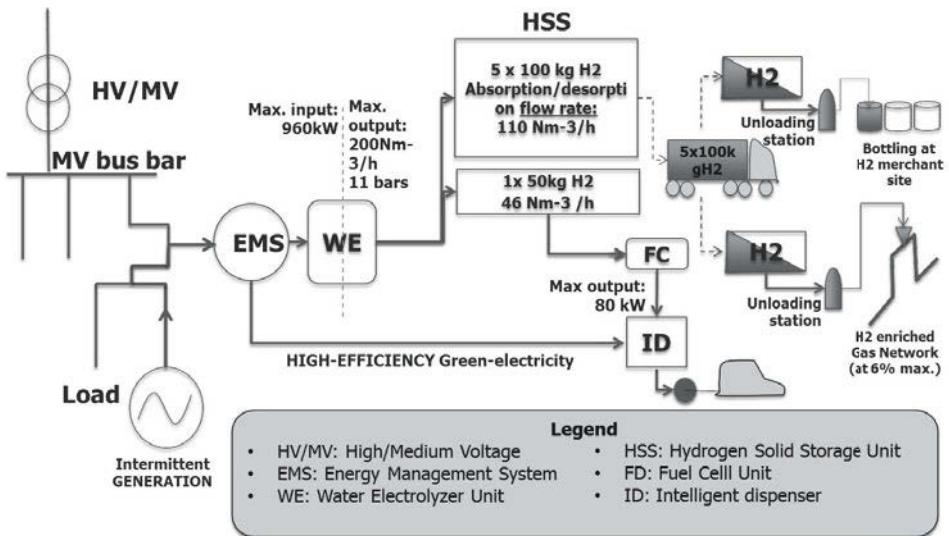 HSS
HV/MV
MV bus bar
Max. input:
960kW
Max.
output:
200Nm-
3/h
11 bars
5 x 100 kg H2
Absorption/desorpti
on flow rate:
110 Nm-3/h
1x 50kg H2
46 Nm-3 /h
EMS
WE
FC
Max output:
80 kW
ID
HIGH-EFFICIENCY Green-electricity
Load
Intermittent
GENERATION
5x100k
gH2
H2
Unloading
station
Bottling at
H2 merchant
site
H2
Unloading
station
H2 enriched
Gas Network
(at 6% max.)
Legend
• HV/MV: High/Medium Voltage
• EMS: Energy Management System
• WE: Water Electrolyzer Unit
• HSS: Hydrogen Solid Storage Unit
• FD: Fuel Celll Unit
• ID: Intelligent dispenser